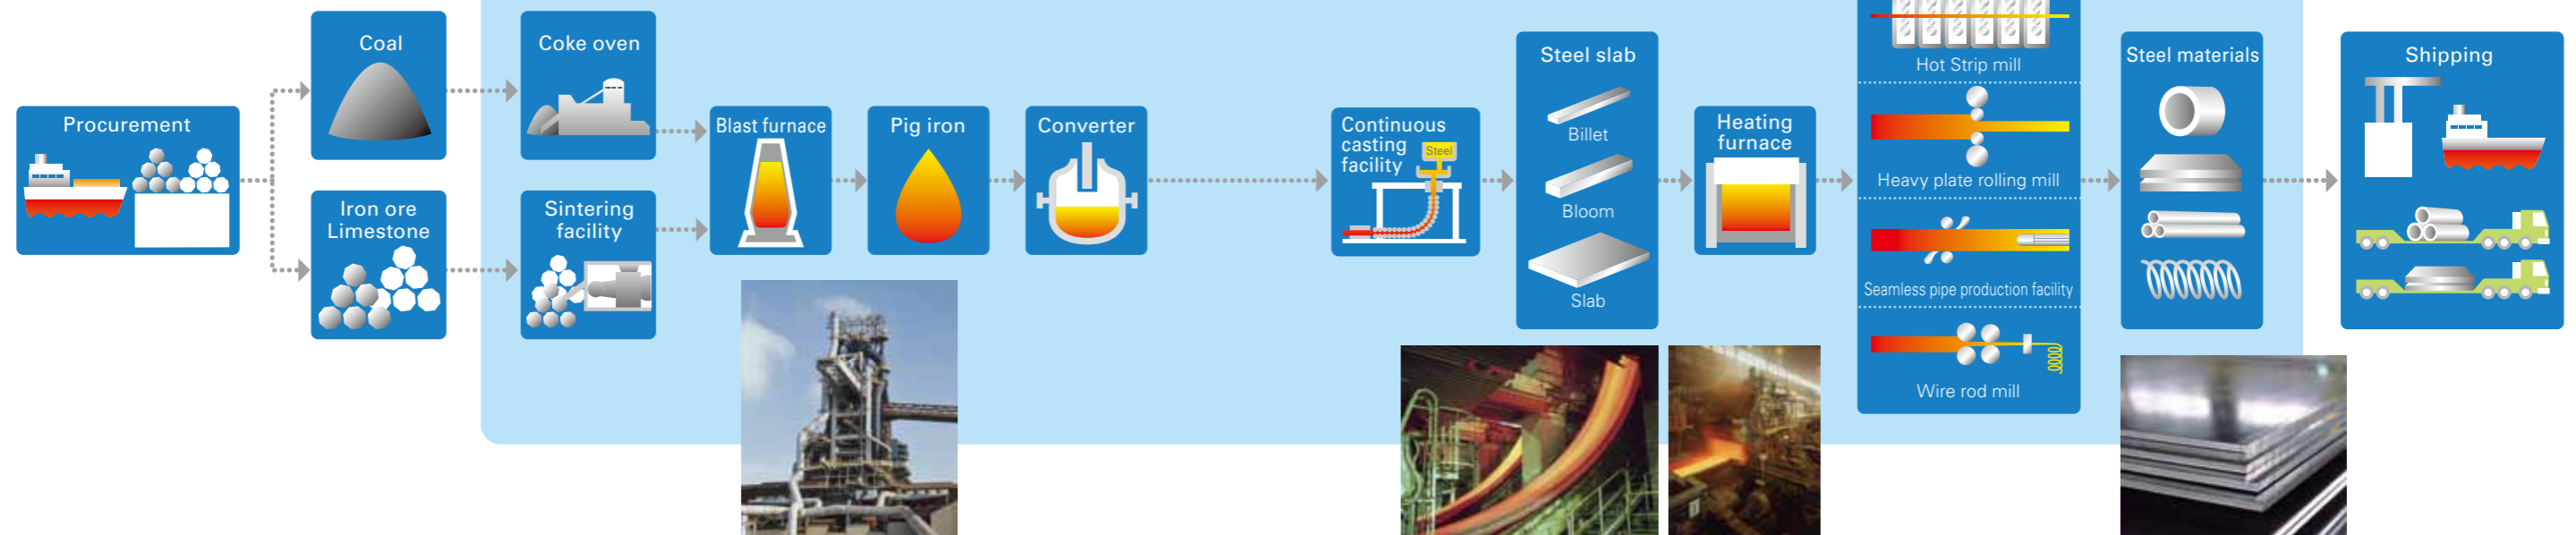 Procurement
Coal
Iron ore
Limestone
Coke oven
Sintering
facility
Blast furnace
Pig iron
Converter
Continuous
casting
facility
Steel
Steel slab
Billet
Bloom
Slab
Heating
furnace
Hot Strip mill
Heavy plate rolling mill
Seamless pipe production facility
Wire rod mill
Steel materials
Shipping